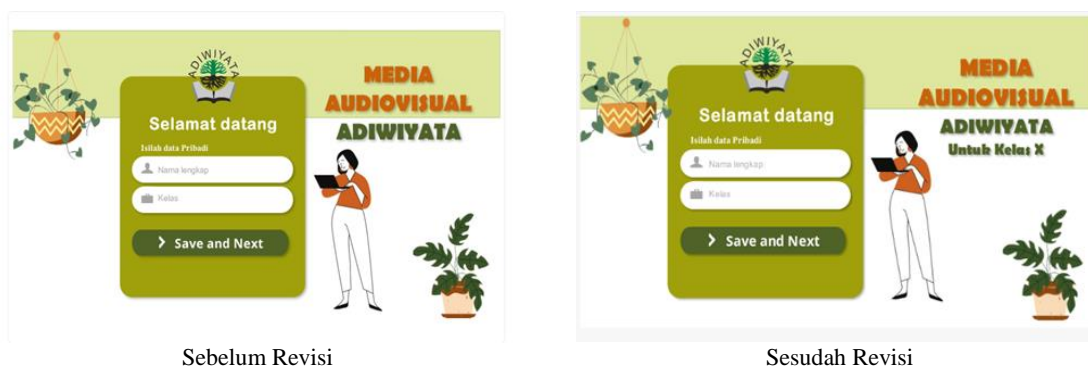 ADIWIYATA
MEDIA
AUDIOVISUAL
ADIWIYATA
Selamat datang
Isilah data Pribadi
Nama lengkap
Kelas
Save and Next
Sebelum Revisi
ADIWIYATA
MEDIA
AUDIOVISUAL
ADIWIYATA
Untuk Kelas X
Selamat datang
Isilah data Pribadi
Nama lengkap
Kelas
Save and Next
Sesudah Revisi